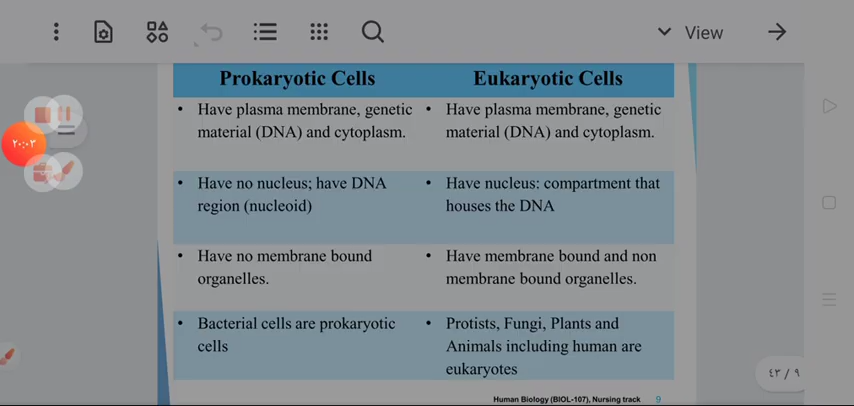 View
Prokaryotic Cells
Eukaryotic Cells
• Have plasma membrane, genetic
material (DNA) and cytoplasm.
• Have plasma membrane, genetic
material (DNA) and cytoplasm.
• Have no nucleus; have DNA
region (nucleoid)
• Have nucleus: compartment that
houses the DNA
• Have no membrane bound
organelles.
• Have membrane bound and non
membrane bound organelles.
• Bacterial cells are prokaryotic
cells
• Protists, Fungi, Plants and
Animals including human are
eukaryotes
٢٠:٠٣
٤٣ / ٩
Human Biology (BIOL-107), Nursing track 9